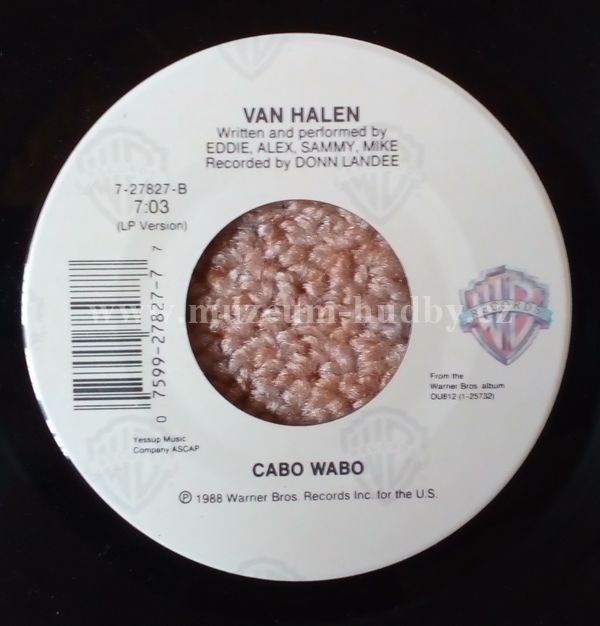 VAN HALEN
Written and performed by
EDDIE, ALEX, SAMMY, MIKE
Recorded by DONN LANDEE
7-27827-B
7:03
(LP Version)
0 7599-27827-7 7
www.muzeum-hudby.cz
WB
RECORDS
From the
Warner Bros. album
OU812 (1-25732)
Yessup Music
Company ASCAP
CABO WABO
℗ 1988 Warner Bros. Records Inc. for the U.S.